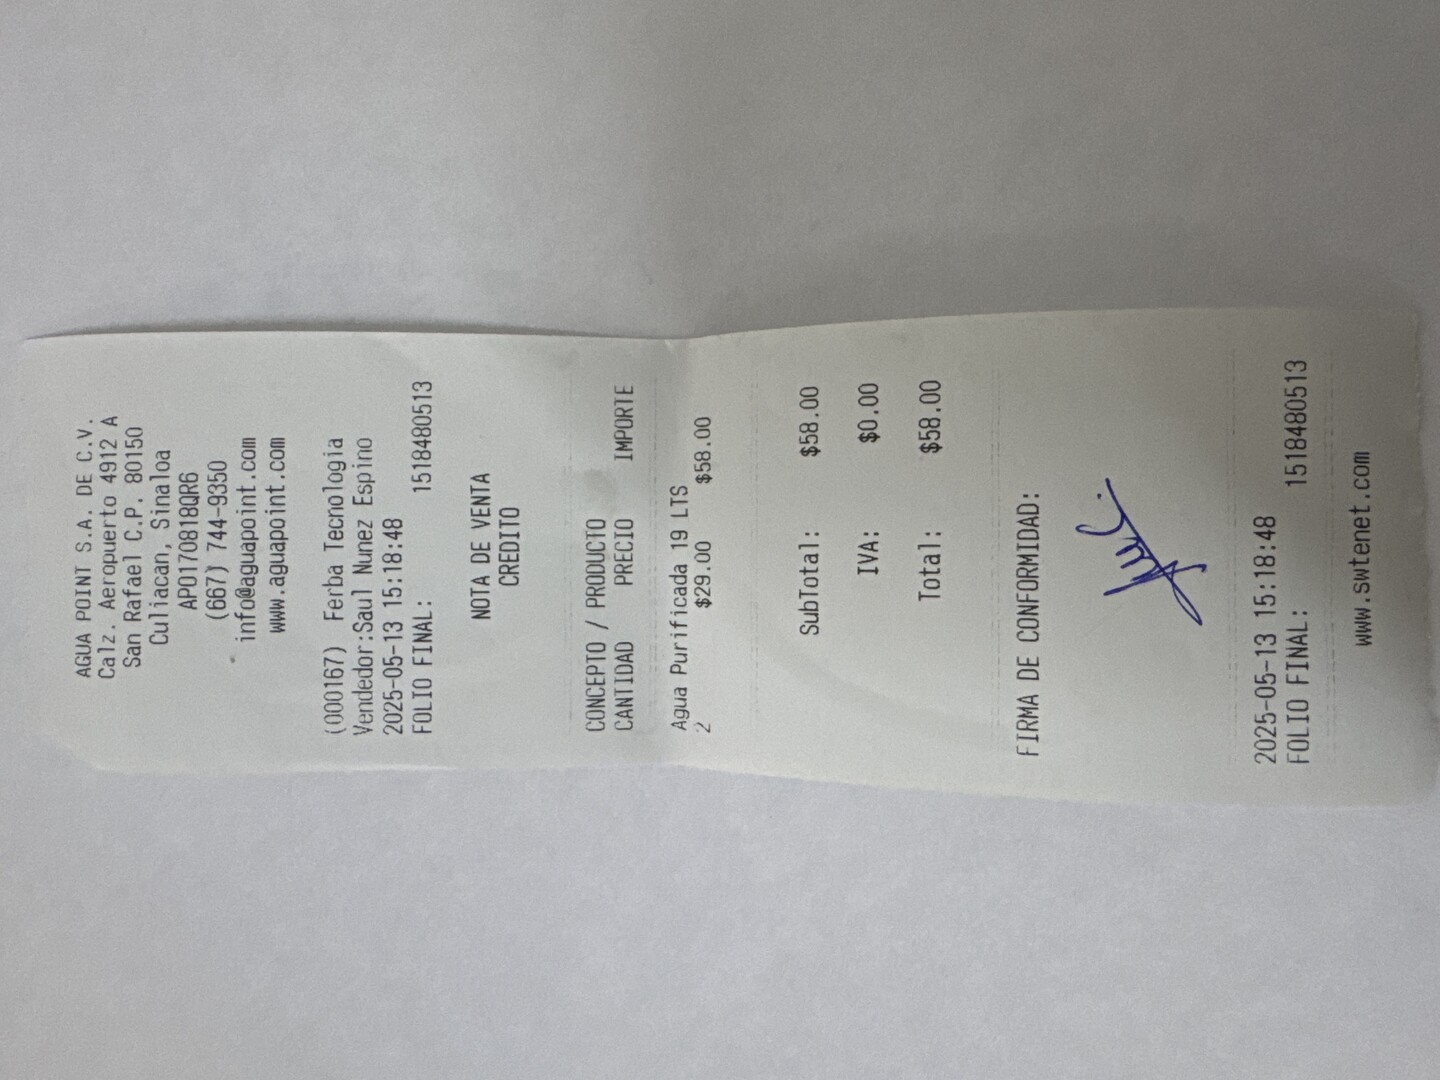 AGUA POINT S.A. DE C.V.
Calz. Aeropuerto 4912 A
San Rafael C.P. 80150
Culiacan, Sinaloa
APO170818QR6
(667) 744-9350
info@aguapoint.com
www.aguapoint.com
(000167) Ferba Tecnologia
Vendedor:Saul Nunez Espino
2025-05-13 15:18:48
FOLIO FINAL: 1518480513
NOTA DE VENTA
CREDITO
CONCEPTO / PRODUCTO
CANTIDAD PRECIO IMPORTE
Agua Purificada 19 LTS
2 $29.00 $58.00
SubTotal: $58.00
IVA: $0.00
Total: $58.00
FIRMA DE CONFORMIDAD:
2025-05-13 15:18:48
FOLIO FINAL: 1518480513
www.swtenet.com